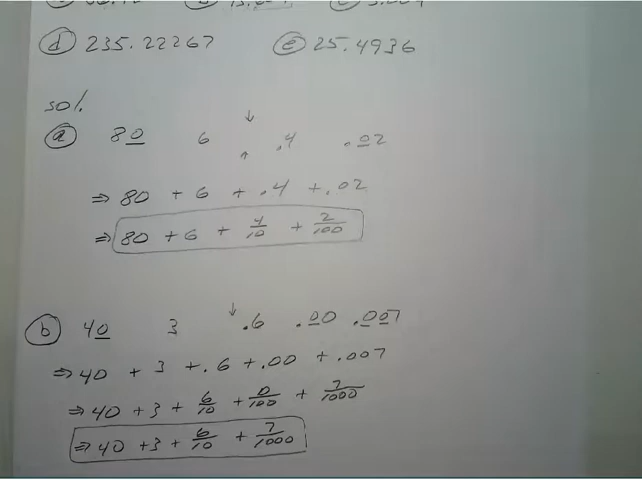 (d) 235.22267 (e) 25.4936
sol.
(a) 80 6 .4 .02
⇒ 80 + 6 + .4 + .02
⇒ 80 + 6 + 4/10 + 2/100
(b) 40 3 .6 .00 .007
⇒ 40 + 3 + .6 + .00 + .007
⇒ 40 + 3 + 6/10 + 0/100 + 7/1000
⇒ 40 + 3 + 6/10 + 7/1000